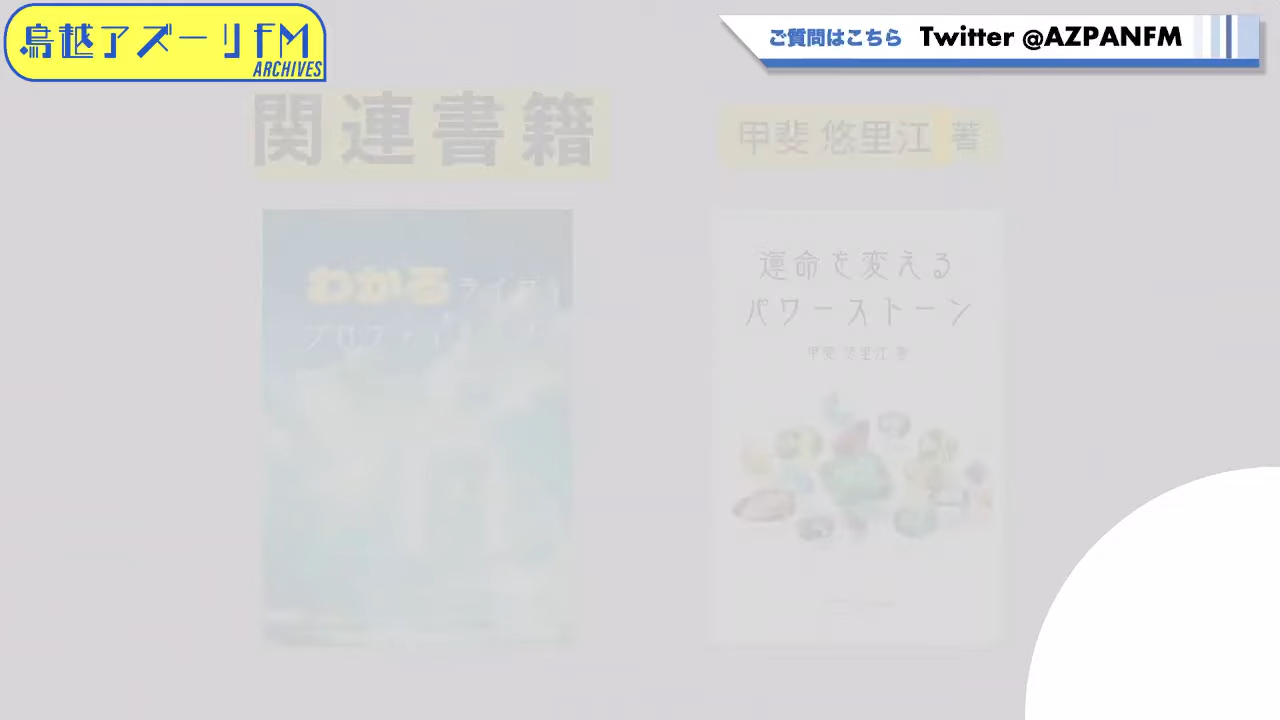 鳥越アズーリFM
ARCHIVES
ご質問はこちら Twitter @AZPANFM
関連書籍
甲斐 悠里江 著
わかる
運命を変える
パワーストーン
甲斐 悠里江 著